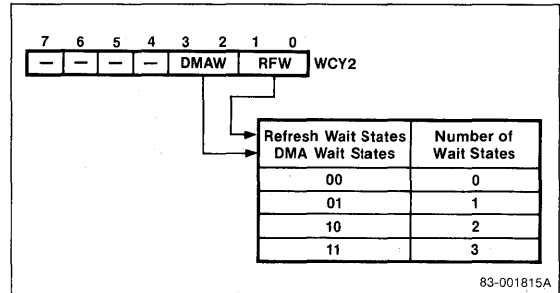 7 6 5 4 3 2 1 0
— — — — DMAW RFW WCY2
Refresh Wait States Number of
DMA Wait States Wait States
00 0
01 1
10 2
11 3
83-001815A